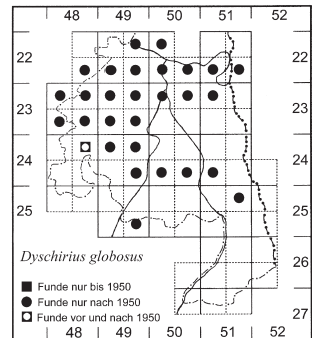 48 49 50 51 52
22 22
23 23
24 24
25 25
26
27
Dyschirius globosus
Funde nur bis 1950
Funde nur nach 1950
Funde vor und nach 1950
48 49 50 51 52